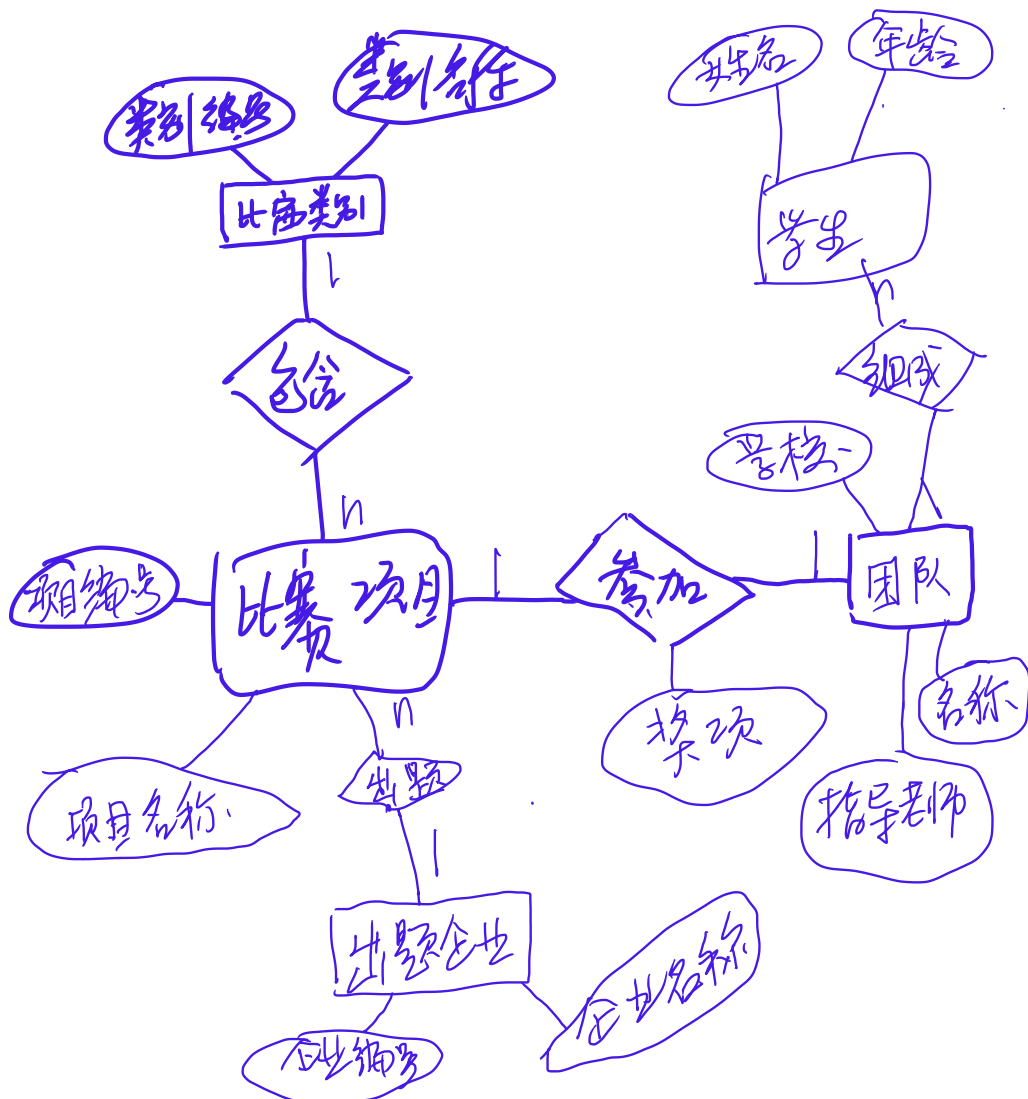 姓名
年龄
类别名称
类别编号
比赛类别
学生
1
n
包含
组成
学校
n
1
项目编号
比赛项目
1
参加
1
团队
n
奖项
名称
出题
项目名称
指导老师
1
出题企业
企业名称
企业编号